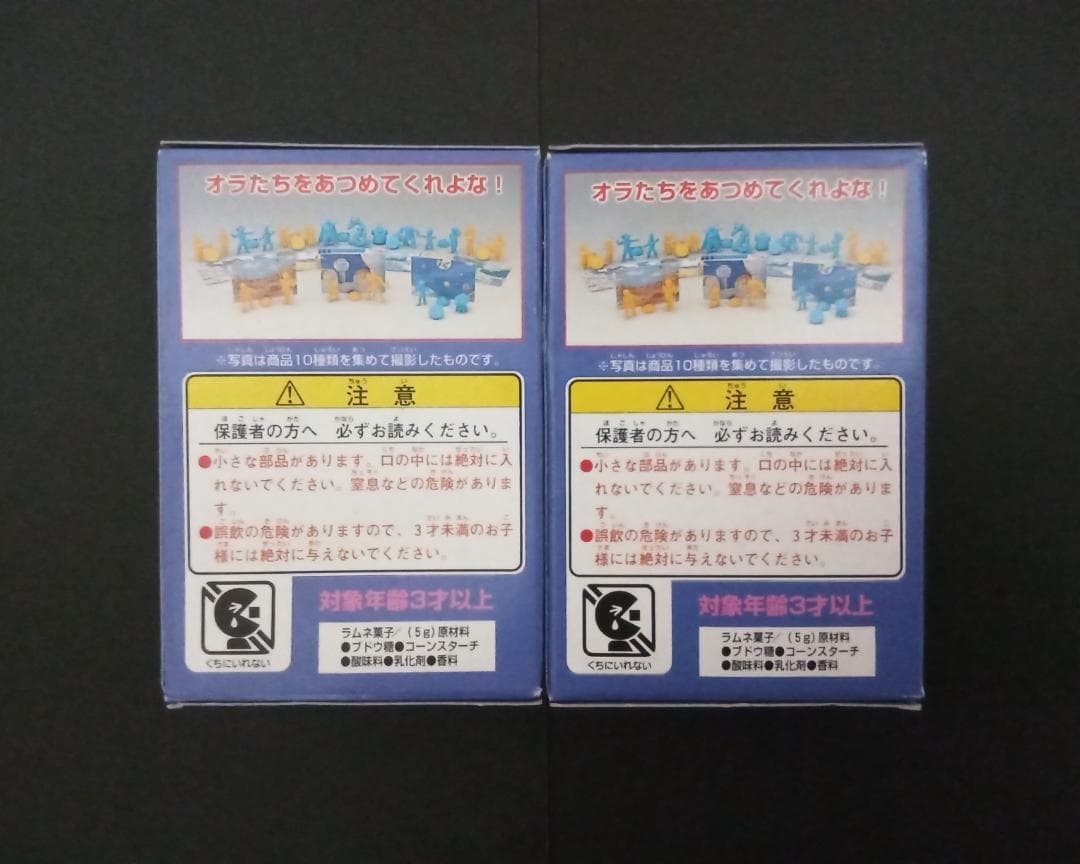 オラたちをあつめてくれよな！
※写真は商品10種類を集めて撮影したものです。
注意
保護者の方へ 必ずお読みください。
●小さな部品があります。口の中には絶対に入
れないでください。窒息などの危険がありま
す。
●誤飲の危険がありますので、3才未満のお子
様には絶対に与えないでください。
くちにいれない
対象年齢3才以上
ラムネ菓子/(5g)原材料
●ブドウ糖●コーンスターチ
●酸味料●乳化剤●香料
オラたちをあつめてくれよな！
※写真は商品10種類を集めて撮影したものです。
注意
保護者の方へ 必ずお読みください。
●小さな部品があります。口の中には絶対に入
れないでください。窒息などの危険がありま
す。
●誤飲の危険がありますので、3才未満のお子
様には絶対に与えないでください。
くちにいれない
対象年齢3才以上
ラムネ菓子/(5g)原材料
●ブドウ糖●コーンスターチ
●酸味料●乳化剤●香料